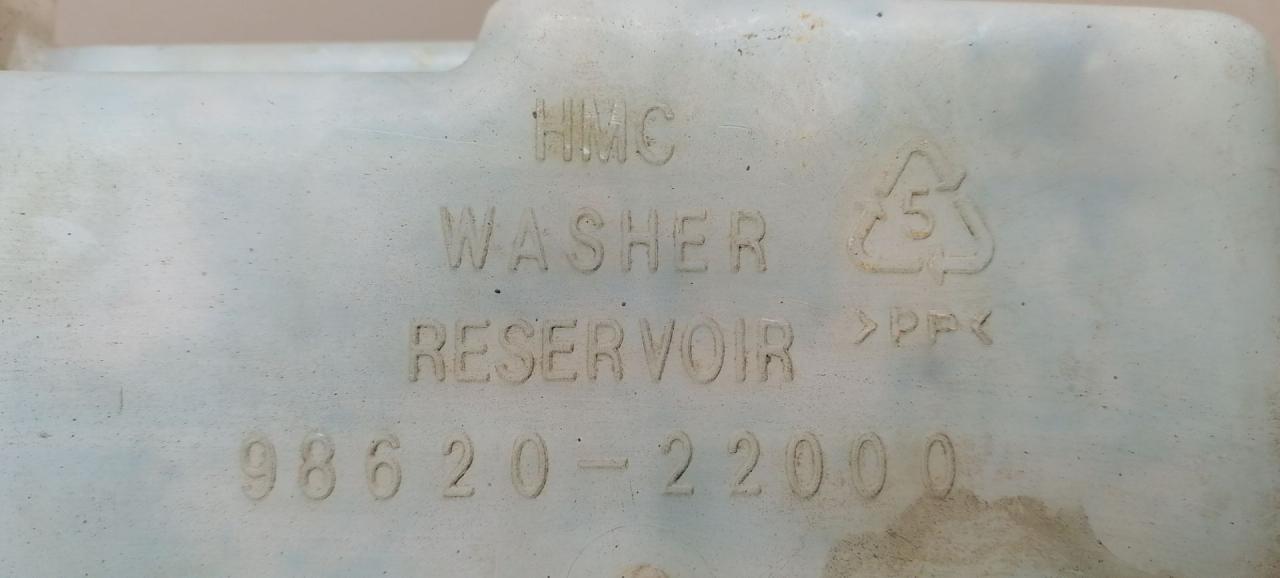 HMC
WASHER
RESERVOIR
5
>PP<
98620-22000